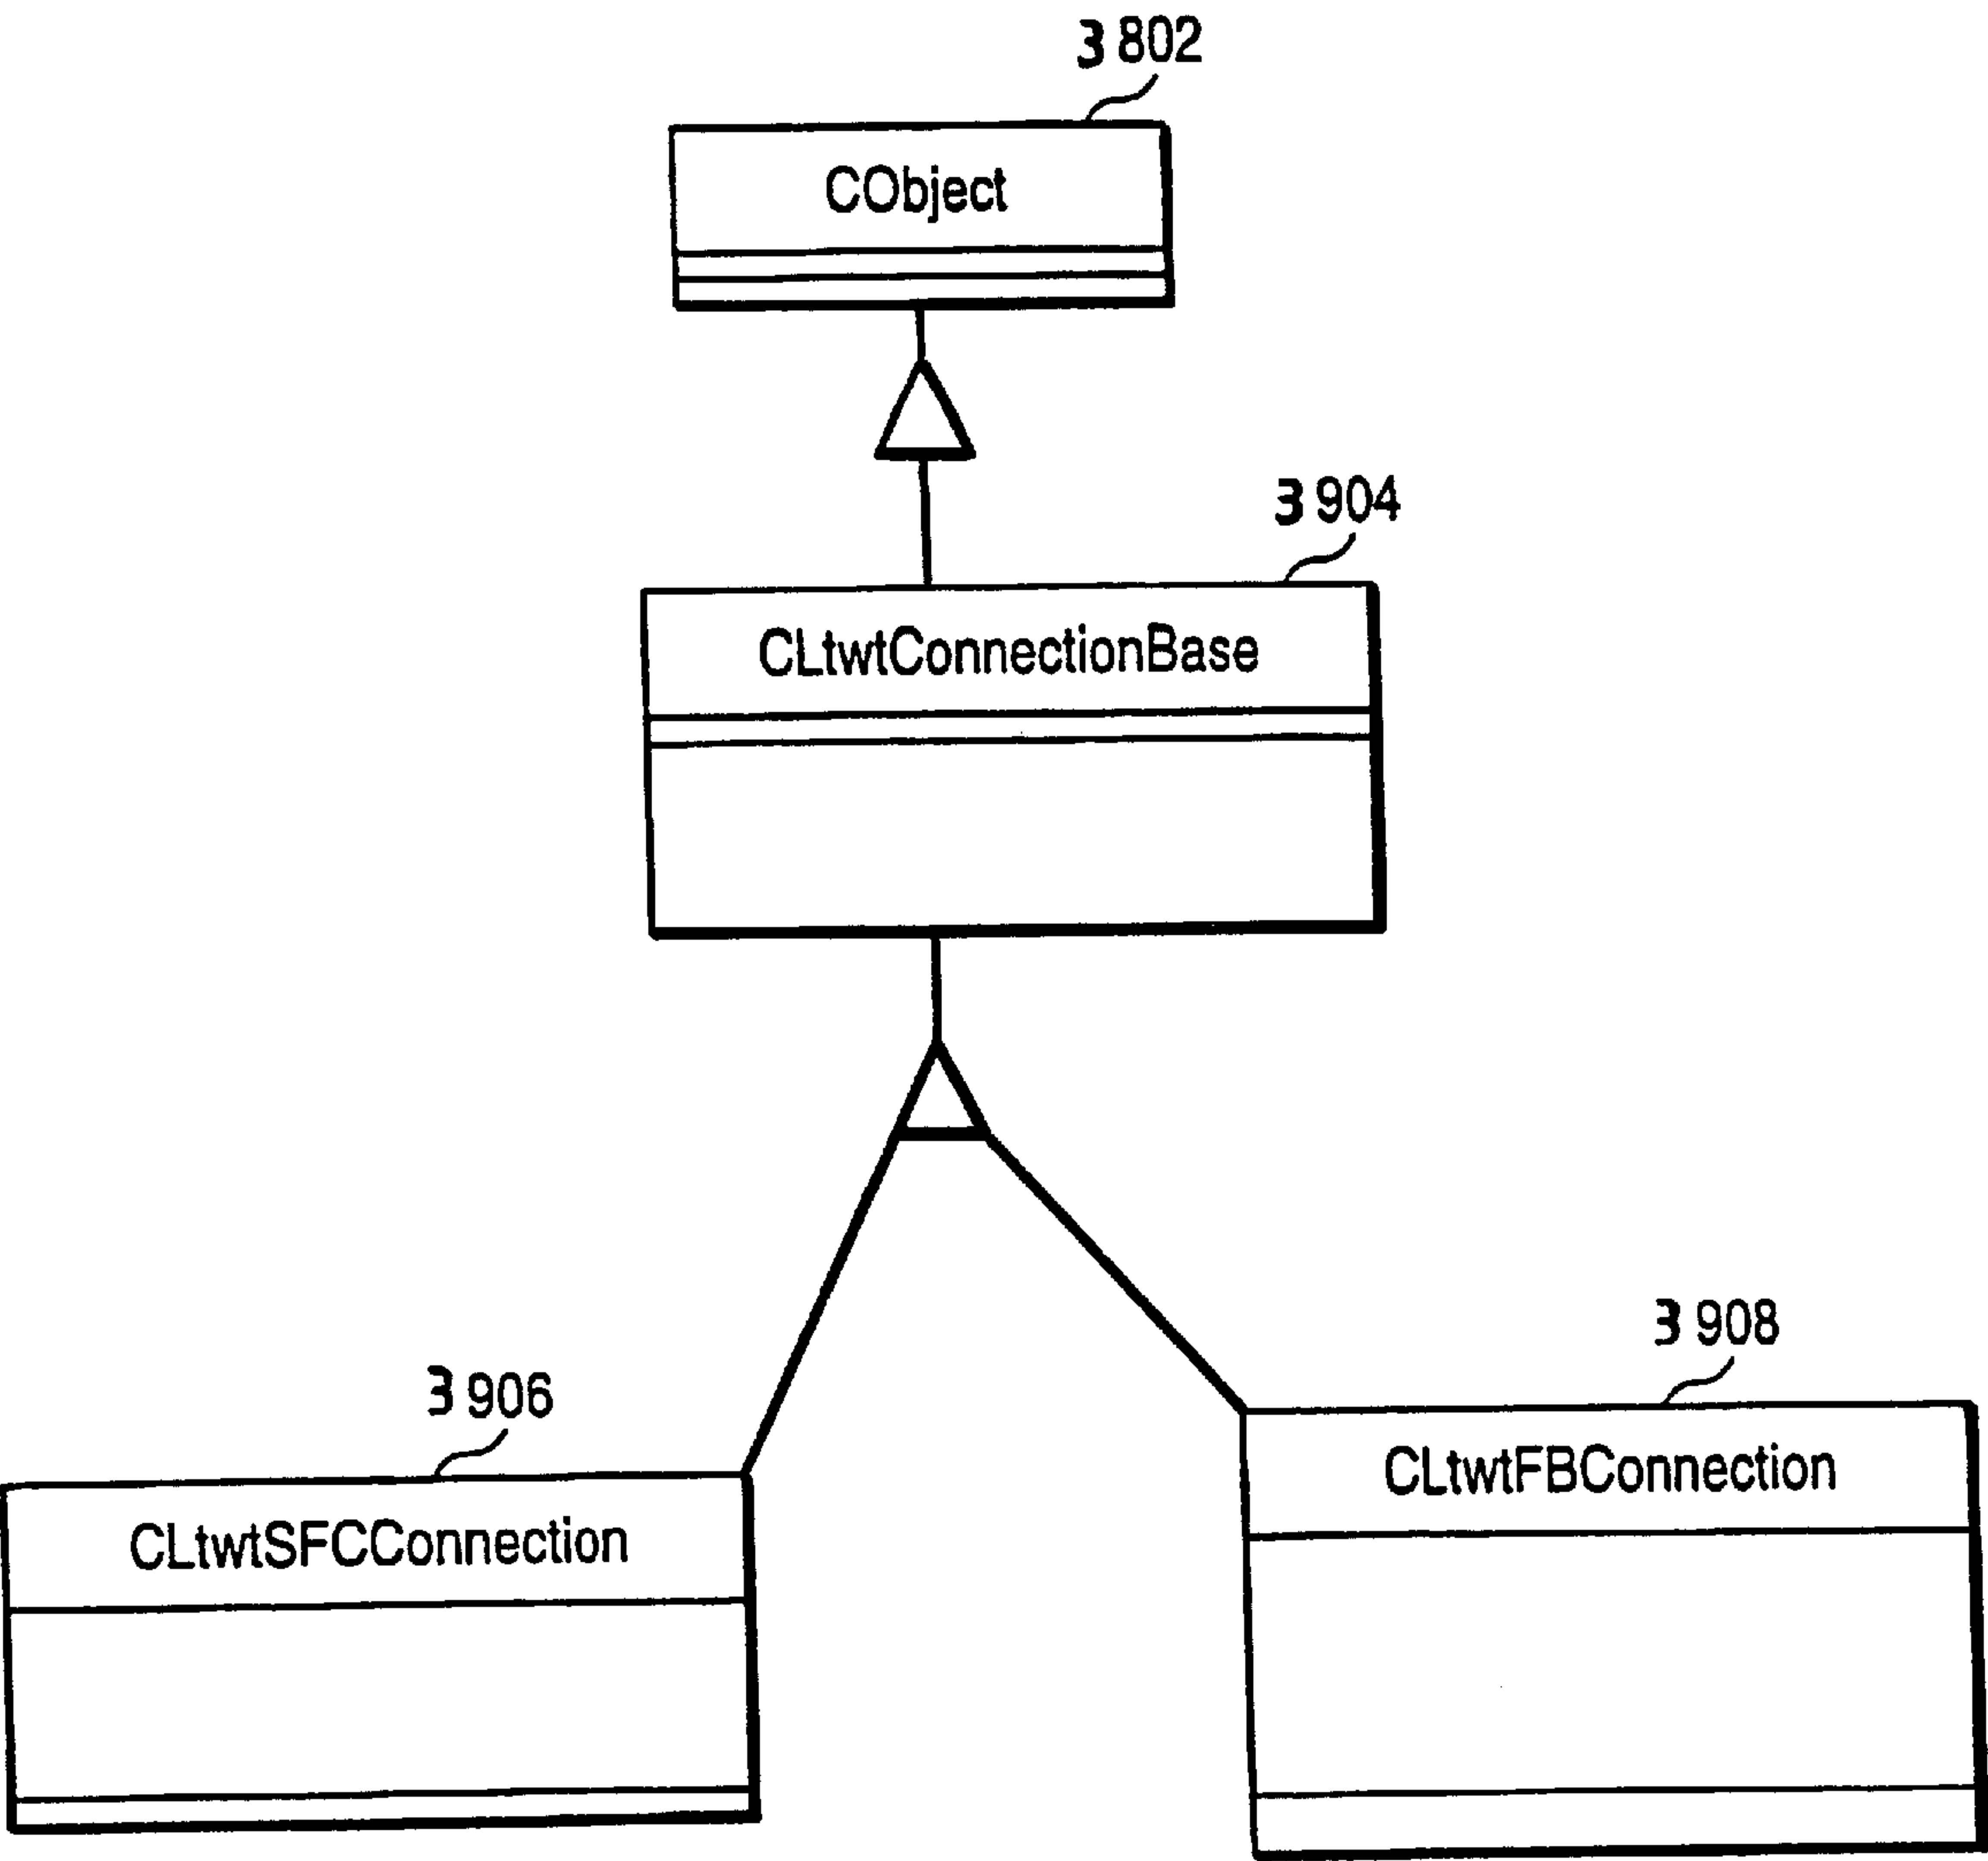 3802
CObject
3904
CLtwtConnectionBase
3906
CLtwtSFCConnection
3908
CLtwtFBConnection